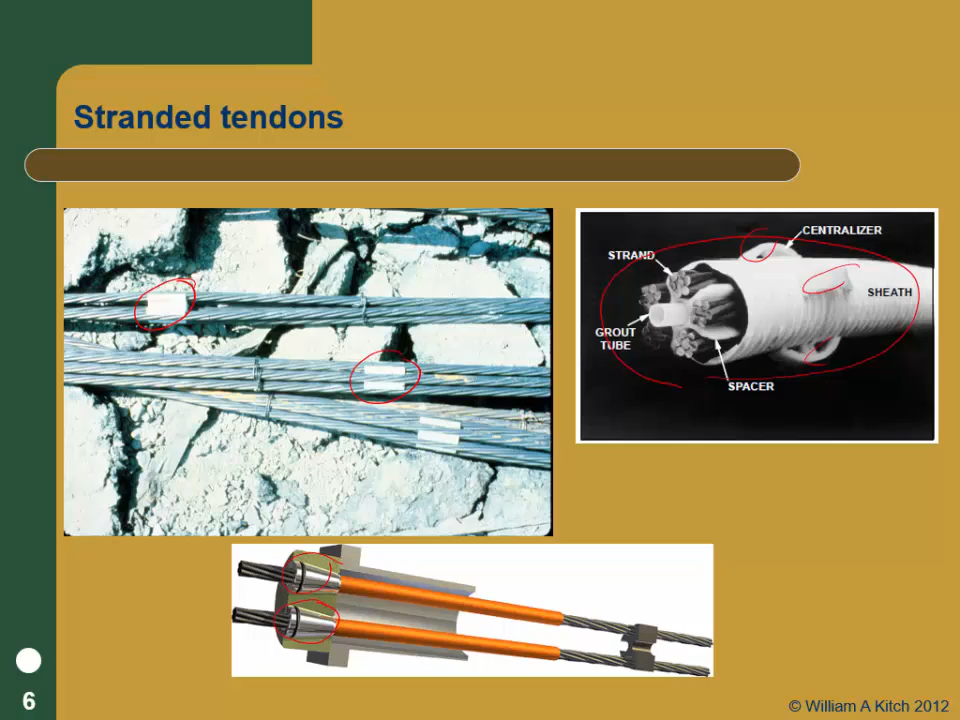 Stranded tendons
CENTRALIZER
STRAND
SHEATH
GROUT
TUBE
SPACER
6
© William A Kitch 2012